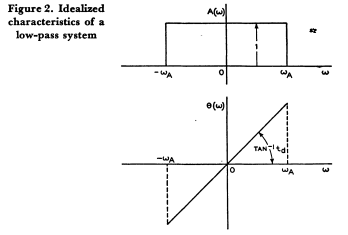 Figure 2. Idealized
characteristics of a
low-pass system
A(ω)
1
-ωA
0
ωA
ω
θ(ω)
-ωA
TAN⁻¹ td
0
ωA
ω